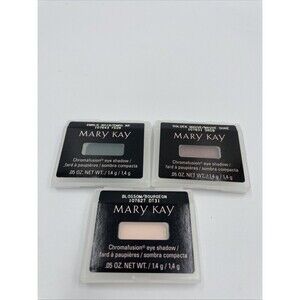 MARY KAY
Chromafusion® eye shadow/
fard à paupières / sombra compacta
.05 OZ. NET WT. / 1,4 g / 1,4 g
MARY KAY
Chromafusion® eye shadow/
fard à paupières / sombra compacta
.05 OZ. NET WT. / 1,4 g / 1,4 g
BLOSSOM/BOURGEON
107627 DT31
MARY KAY
Chromafusion® eye shadow/
fard à paupières / sombra compacta
.05 OZ. NET WT. / 1,4 g / 1,4 g